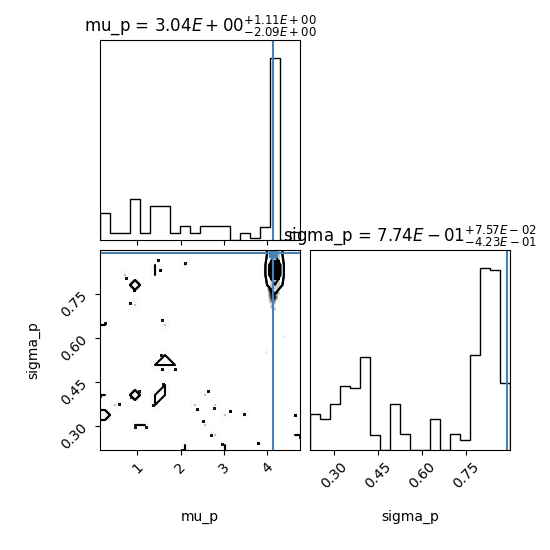 mu_p = 3.04E + 00 +1.11E + 00 −2.09E + 00
sigma_p = 7.74E − 01 +7.57E − 02 −4.23E − 01
sigma_p
0.75
0.60
0.45
0.30
1 2 3 4
0.30 0.45 0.60 0.75
mu_p
sigma_p